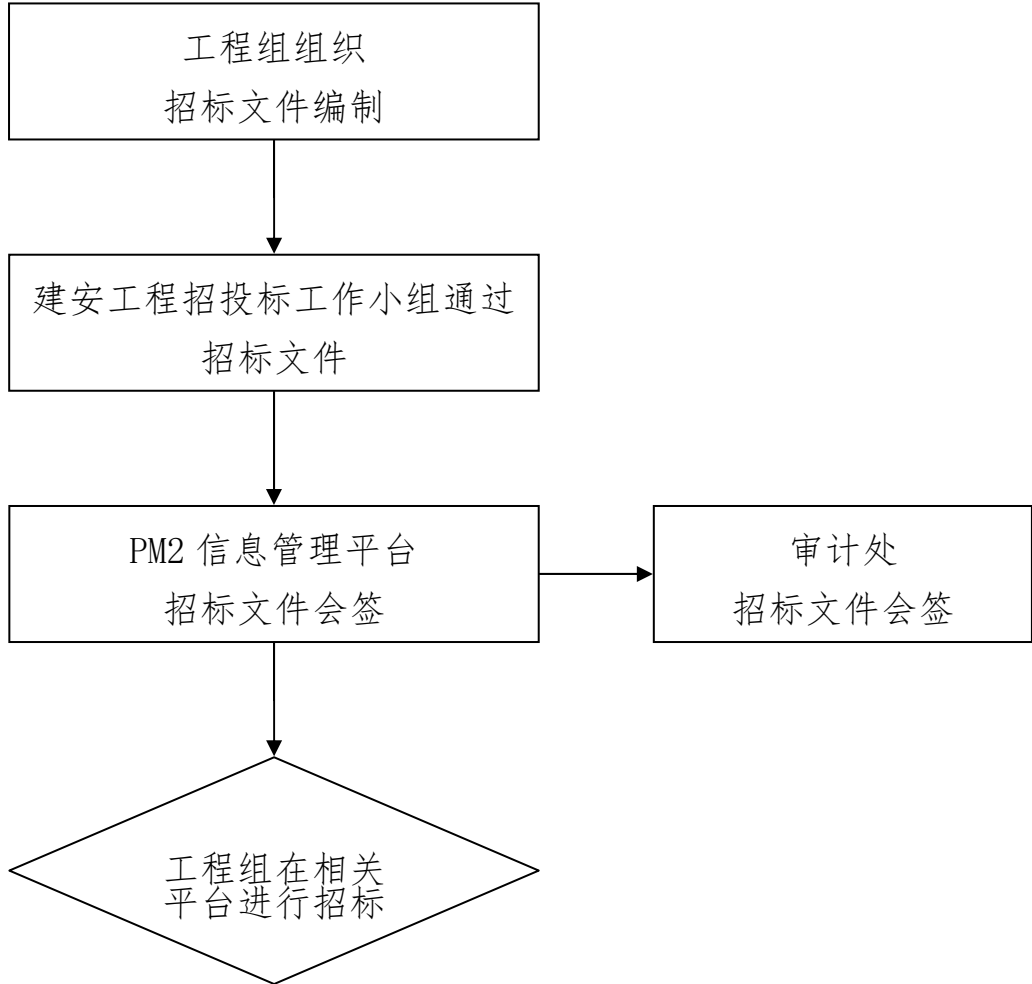 工程组组织
招标文件编制
建安工程招投标工作小组通过
招标文件
PM2 信息管理平台
招标文件会签
审计处
招标文件会签
工程组在相关
平台进行招标